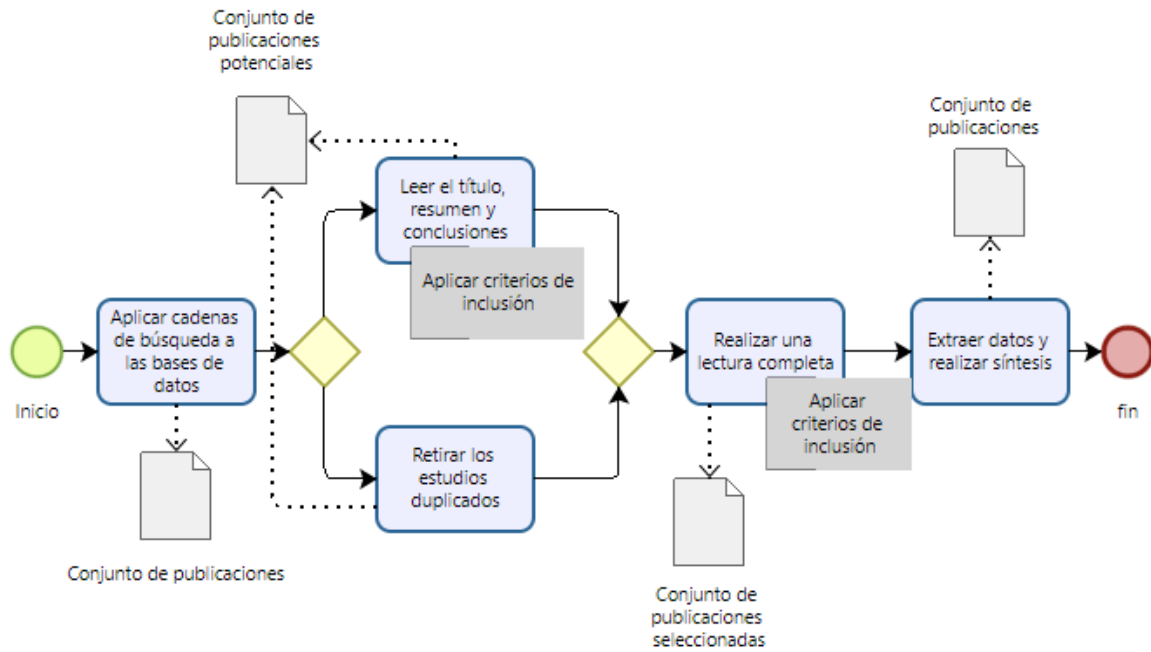 Conjunto de
publicaciones
potenciales
Conjunto de
publicaciones
Leer el título,
resumen y
conclusiones
Aplicar criterios de
inclusión
Inicio
Aplicar cadenas
de búsqueda a
las bases de
datos
Realizar una
lectura completa
Aplicar
criterios de
inclusión
Extraer datos y
realizar síntesis
fin
Retirar los
estudios
duplicados
Conjunto de publicaciones
Conjunto de
publicaciones
seleccionadas